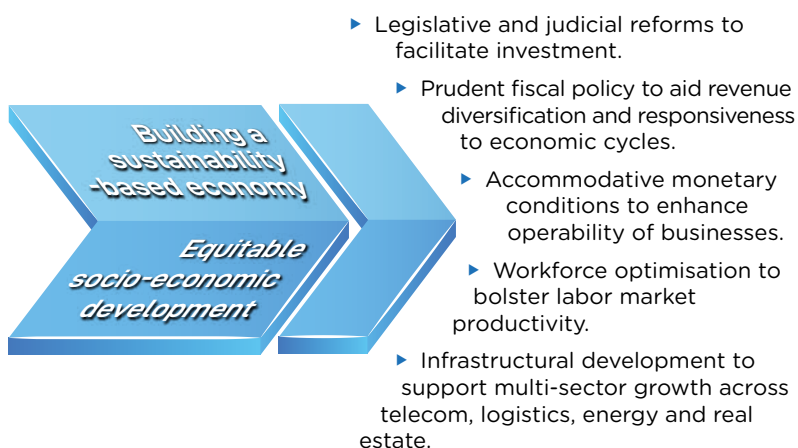 Building a
sustainability
-based economy
Equitable
socio-economic
development
▶ Legislative and judicial reforms to
facilitate investment.
▶ Prudent fiscal policy to aid revenue
diversification and responsiveness
to economic cycles.
▶ Accommodative monetary
conditions to enhance
operability of businesses.
▶ Workforce optimisation to
bolster labor market
productivity.
▶ Infrastructural development to
support multi-sector growth across
telecom, logistics, energy and real
estate.